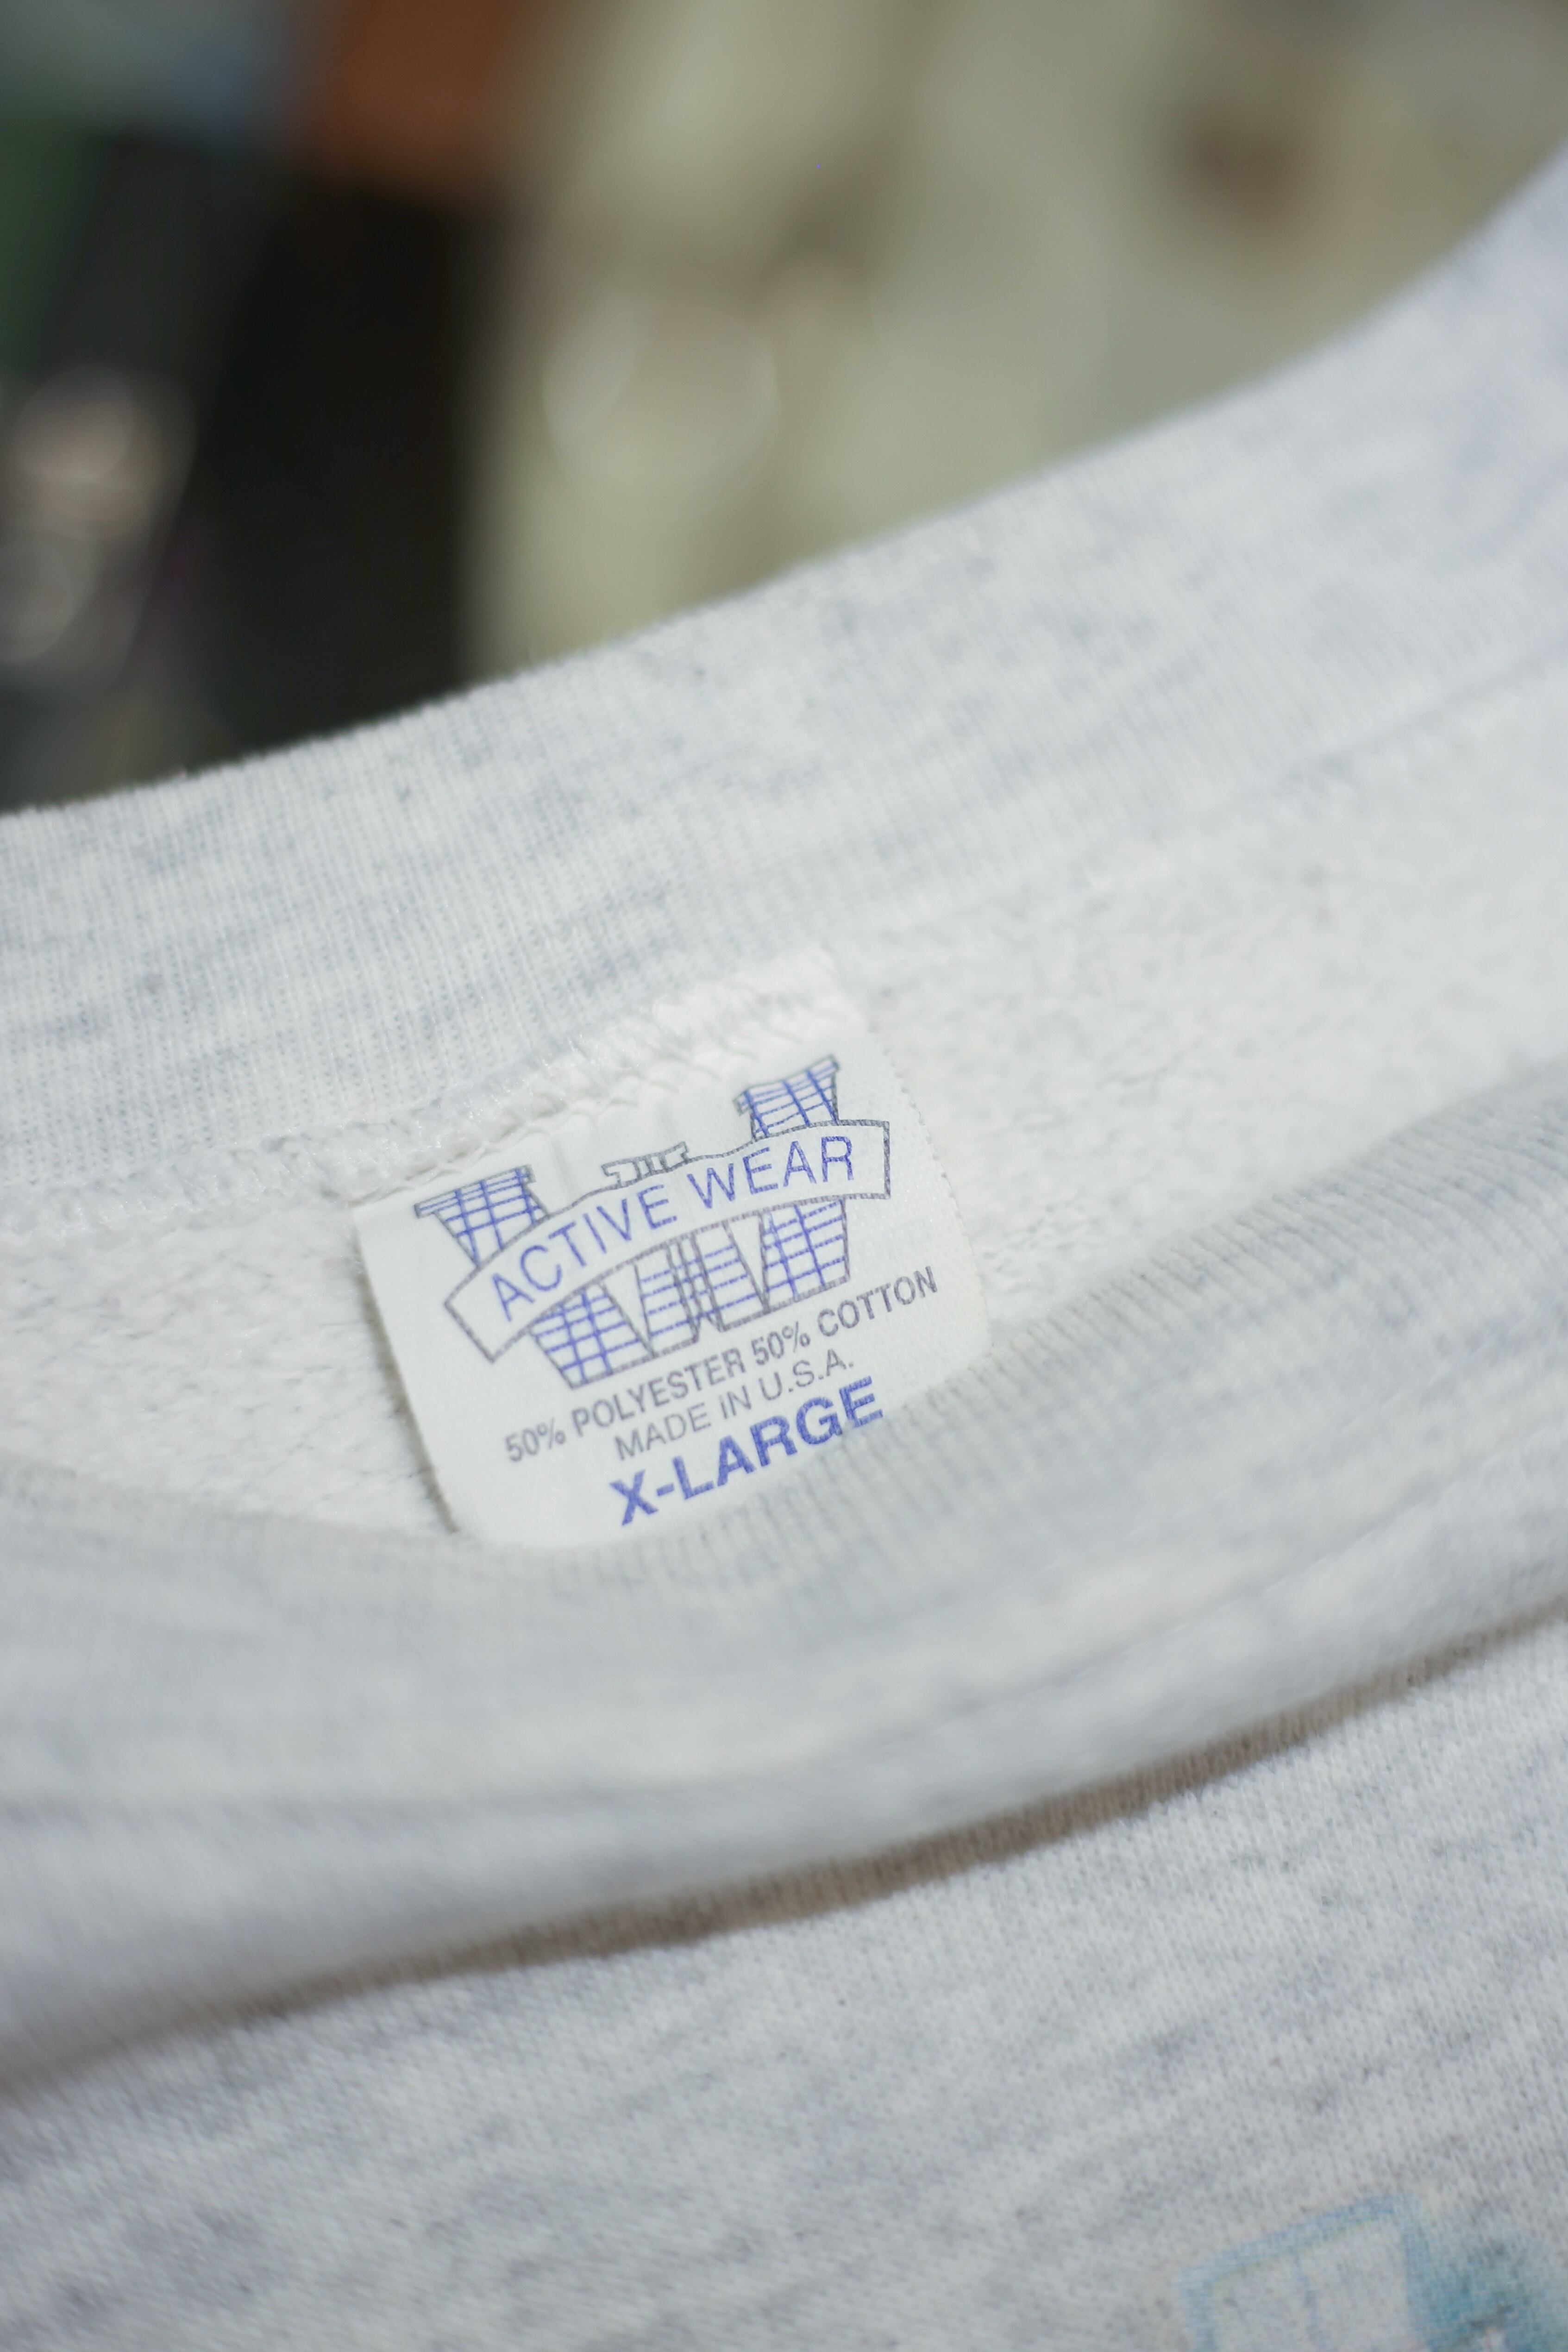 ACTIVE WEAR
50% POLYESTER 50% COTTON
MADE IN U.S.A.
X-LARGE